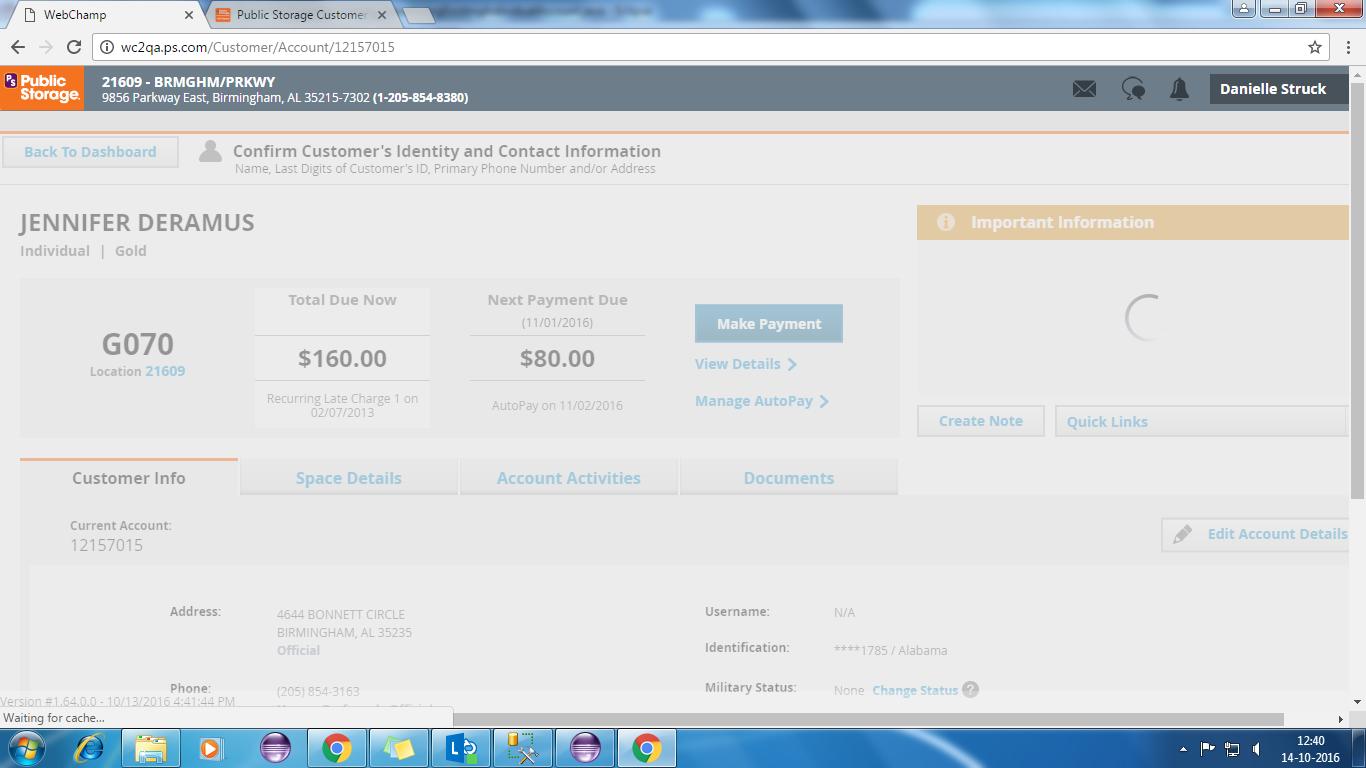 WebChamp
Public Storage Customer
wc2qa.ps.com/Customer/Account/12157015
Ps Public Storage.
21609 - BRMGHM/PRKWY
9856 Parkway East, Birmingham, AL 35215-7302 (1-205-854-8380)
Danielle Struck
Back To Dashboard
Confirm Customer's Identity and Contact Information
Name, Last Digits of Customer's ID, Primary Phone Number and/or Address
JENNIFER DERAMUS
Individual | Gold
Important Information
G070
Location 21609
Total Due Now
$160.00
Recurring Late Charge 1 on
02/07/2013
Next Payment Due
(11/01/2016)
$80.00
AutoPay on 11/02/2016
Make Payment
View Details
Manage AutoPay
Create Note
Quick Links
Customer Info
Space Details
Account Activities
Documents
Current Account:
12157015
Edit Account Details
Address:
4644 BONNETT CIRCLE
BIRMINGHAM, AL 35235
Official
Phone:
(205) 854-3163
Username:
N/A
Identification:
****1785 / Alabama
Military Status:
None Change Status ?
Version #1.64.0.0 - 10/13/2016 4:41:44 PM
Waiting for cache...
12:40
14-10-2016